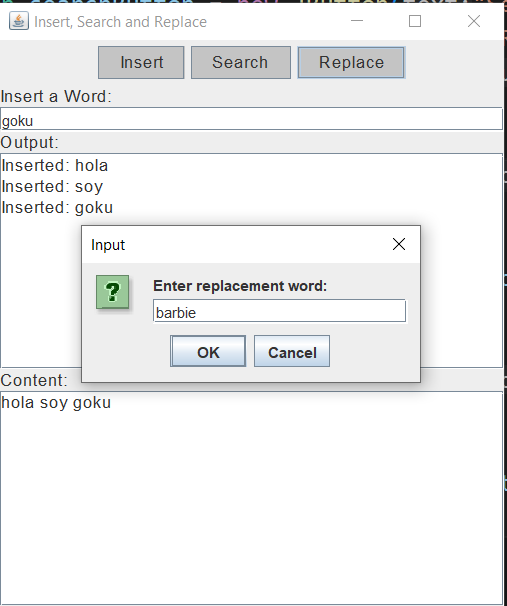 Insert, Search and Replace
Insert Search Replace
Insert a Word:
goku
Output:
Inserted: hola
Inserted: soy
Inserted: goku
Input
?
Enter replacement word:
barbie
OK Cancel
Content:
hola soy goku